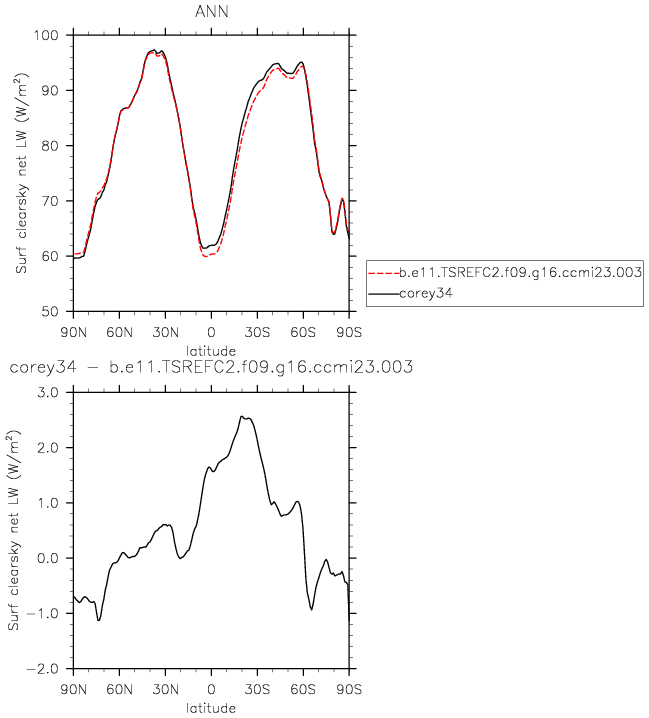 ANN
Surf clearsky net LW (W/m²)
100
90
80
70
60
50
90N 60N 30N 0 30S 60S 90S
latitude
b.e11.TSREFC2.f09.g16.ccmi23.003
corey34
corey34 − b.e11.TSREFC2.f09.g16.ccmi23.003
Surf clearsky net LW (W/m²)
3.0
2.0
1.0
0.0
−1.0
−2.0
90N 60N 30N 0 30S 60S 90S
latitude